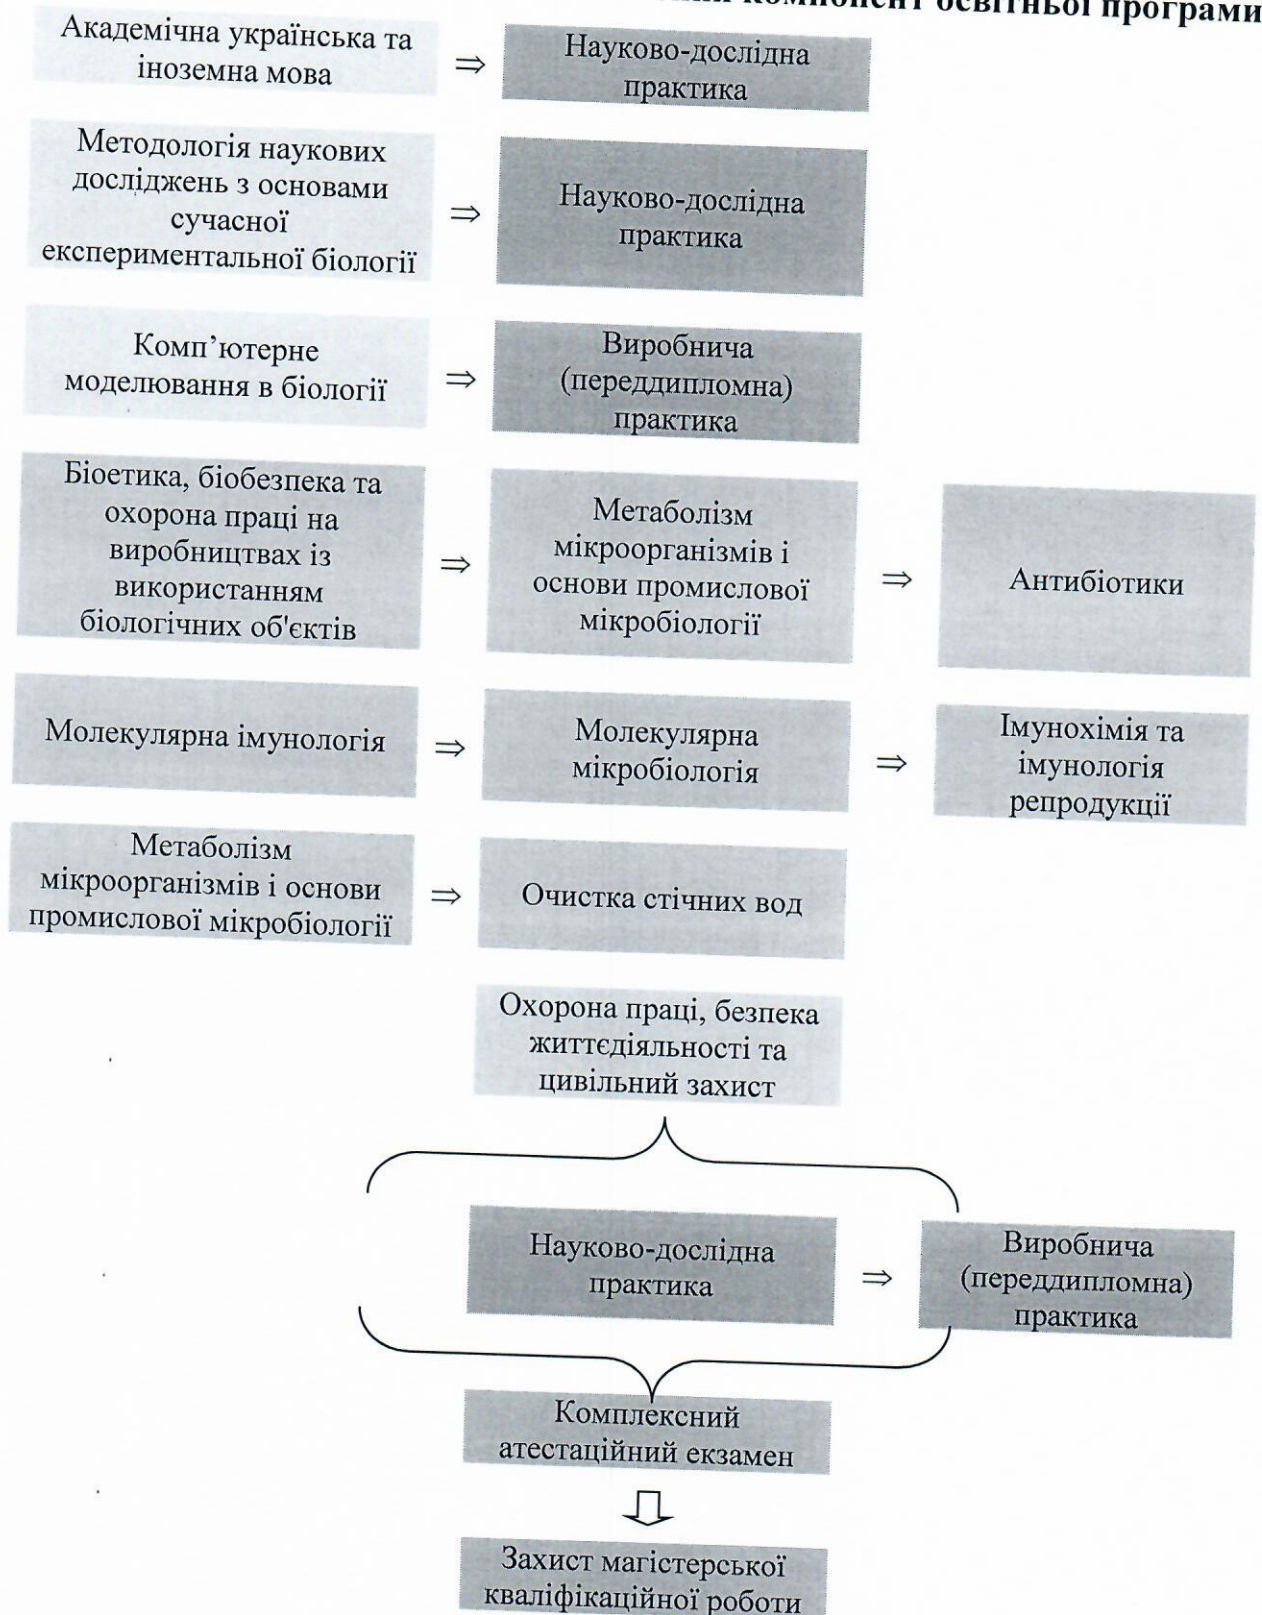 компонент освітньої програми
Академічна українська та
іноземна мова
⇒
Науково-дослідна
практика
Методологія наукових
досліджень з основами
сучасної
експериментальної біології
⇒
Науково-дослідна
практика
Комп’ютерне
моделювання в біології
⇒
Виробнича
(переддипломна)
практика
Біоетика, біобезпека та
охорона праці на
виробництвах із
використанням
біологічних об'єктів
⇒
Метаболізм
мікроорганізмів і
основи промислової
мікробіології
⇒
Антибіотики
Молекулярна імунологія
⇒
Молекулярна
мікробіологія
⇒
Імунохімія та
імунологія
репродукції
Метаболізм
мікроорганізмів і основи
промислової мікробіології
⇒
Очистка стічних вод
Охорона праці, безпека
життєдіяльності та
цивільний захист
Науково-дослідна
практика
⇒
Виробнича
(переддипломна)
практика
Комплексний
атестаційний екзамен
Захист магістерської
кваліфікаційної роботи